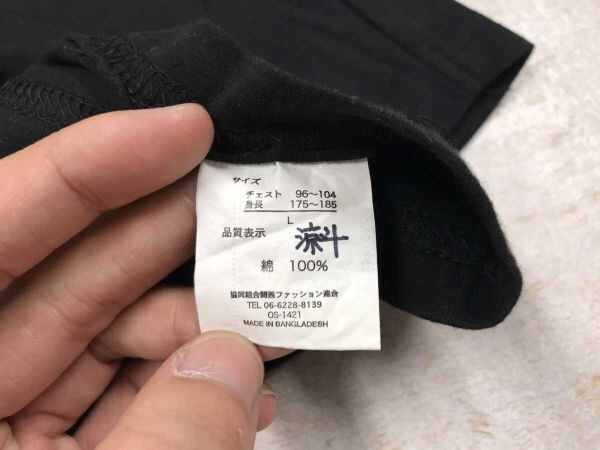 サイズ
チェスト 96～104
身長 175～185
L
品質表示 涼斗
綿 100%
協同組合関西ファッション連合
TEL 06-6228-8139
OS-1421
MADE IN BANGLADESH